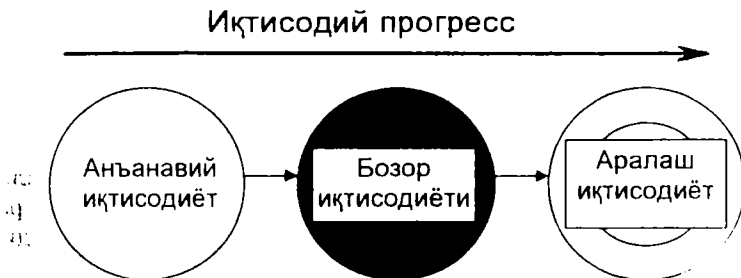 Иқтисодий прогресс
Анъанавий
иқтисодиёт
Бозор
иқтисодиёти
Аралаш
иқтисодиёт